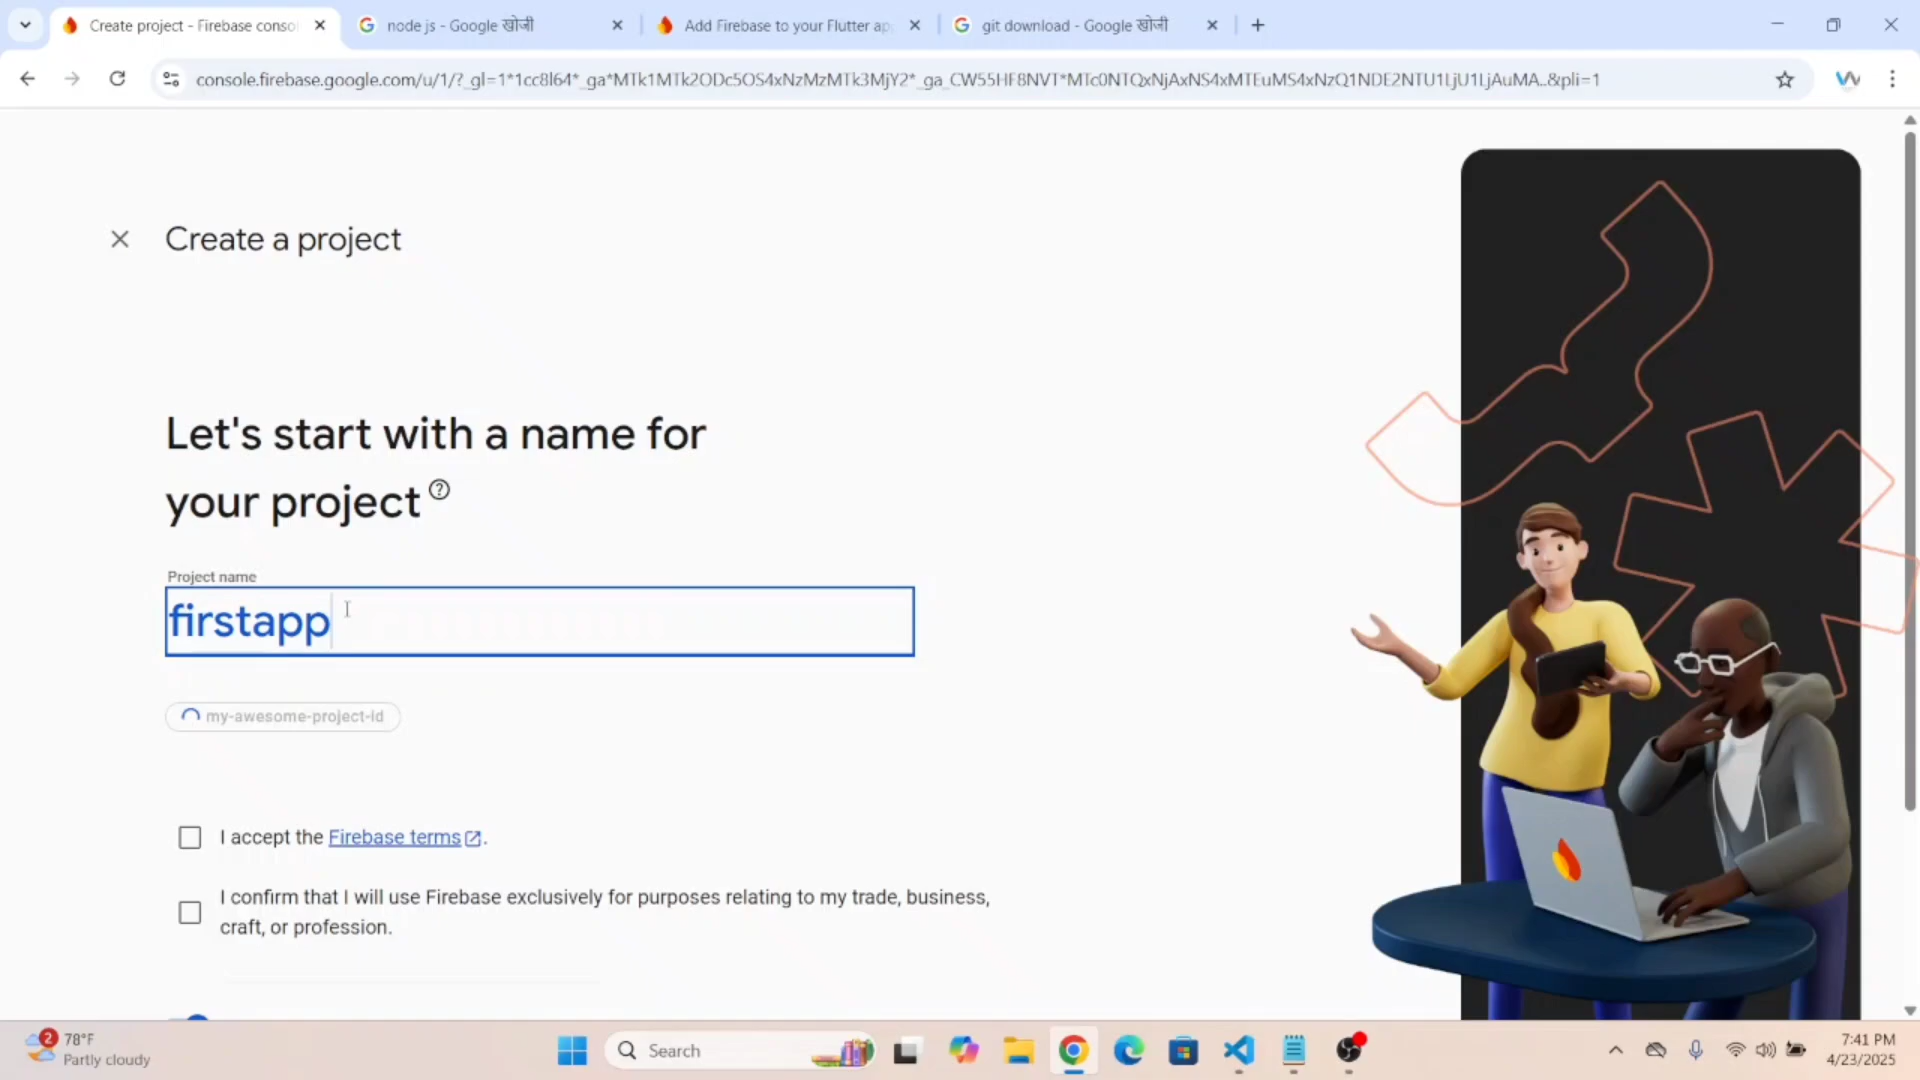 Create project - Firebase conso
node js - Google खोजी
Add Firebase to your Flutter ap
git download - Google खोजी
console.firebase.google.com/u/1/?_gl=1*1cc8l64*_ga*MTk1MTk2ODc5OS4xNzMzMTk3MjY2*_ga_CW55HF8NVT*MTc0NTQxNjAxNS4xMTEuMS4xNzQ1NDE2NTU1LjU1LjAuMA..&pli=1
Create a project
Let's start with a name for
your project
Project name
firstapp
my-awesome-project-id
I accept the Firebase terms.
I confirm that I will use Firebase exclusively for purposes relating to my trade, business,
craft, or profession.
2
78°F
Partly cloudy
Search
7:41 PM
4/23/2025